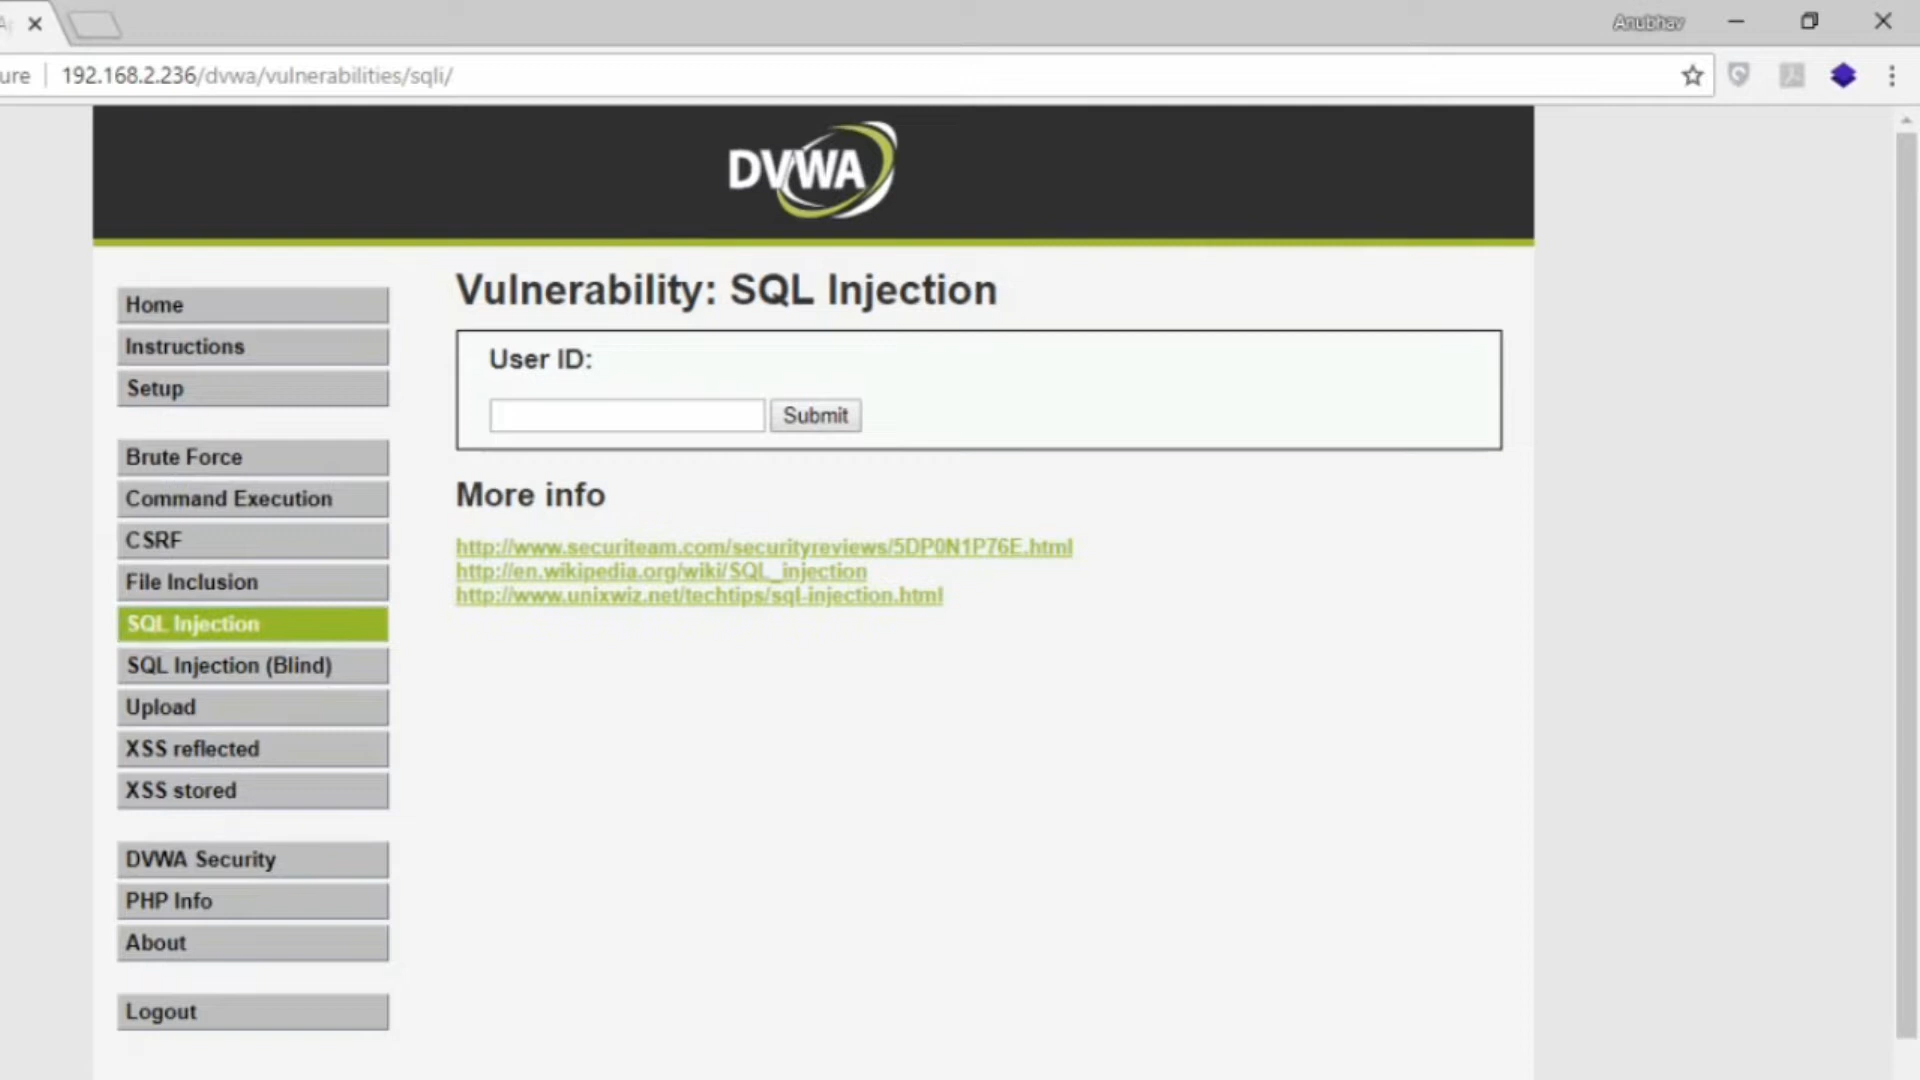 Anubhav
ure
192.168.2.236/dvwa/vulnerabilities/sqli/
DVWA
Home
Instructions
Setup
Brute Force
Command Execution
CSRF
File Inclusion
SQL Injection
SQL Injection (Blind)
Upload
XSS reflected
XSS stored
DVWA Security
PHP Info
About
Logout
Vulnerability: SQL Injection
User ID:
Submit
More info
http://www.securiteam.com/securityreviews/5DP0N1P76E.html
http://en.wikipedia.org/wiki/SQL_injection
http://www.unixwiz.net/techtips/sql-injection.html